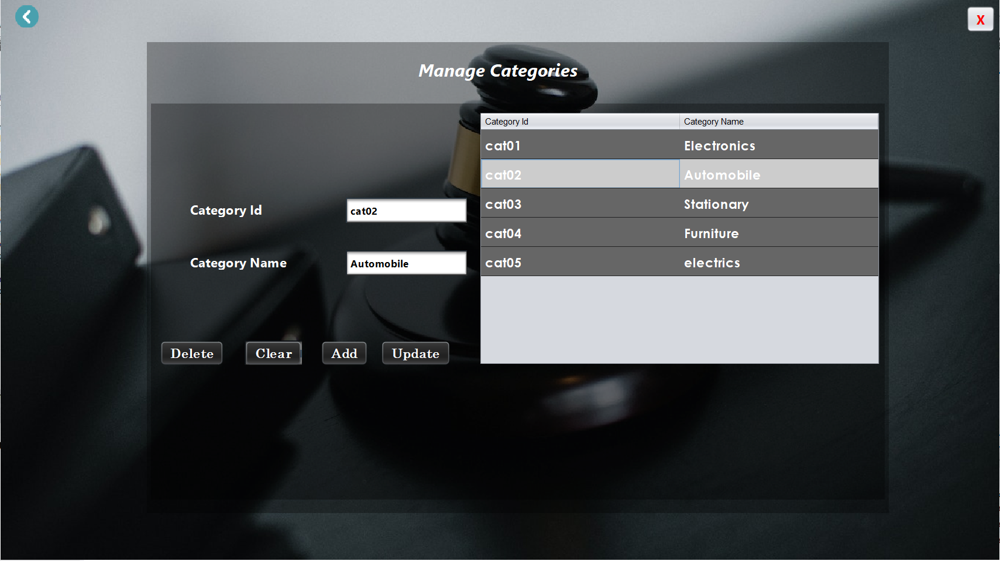 X
Manage Categories
Category Id Category Name
cat01 Electronics
cat02 Automobile
cat03 Stationary
cat04 Furniture
cat05 electrics
Category Id cat02
Category Name Automobile
Delete Clear Add Update